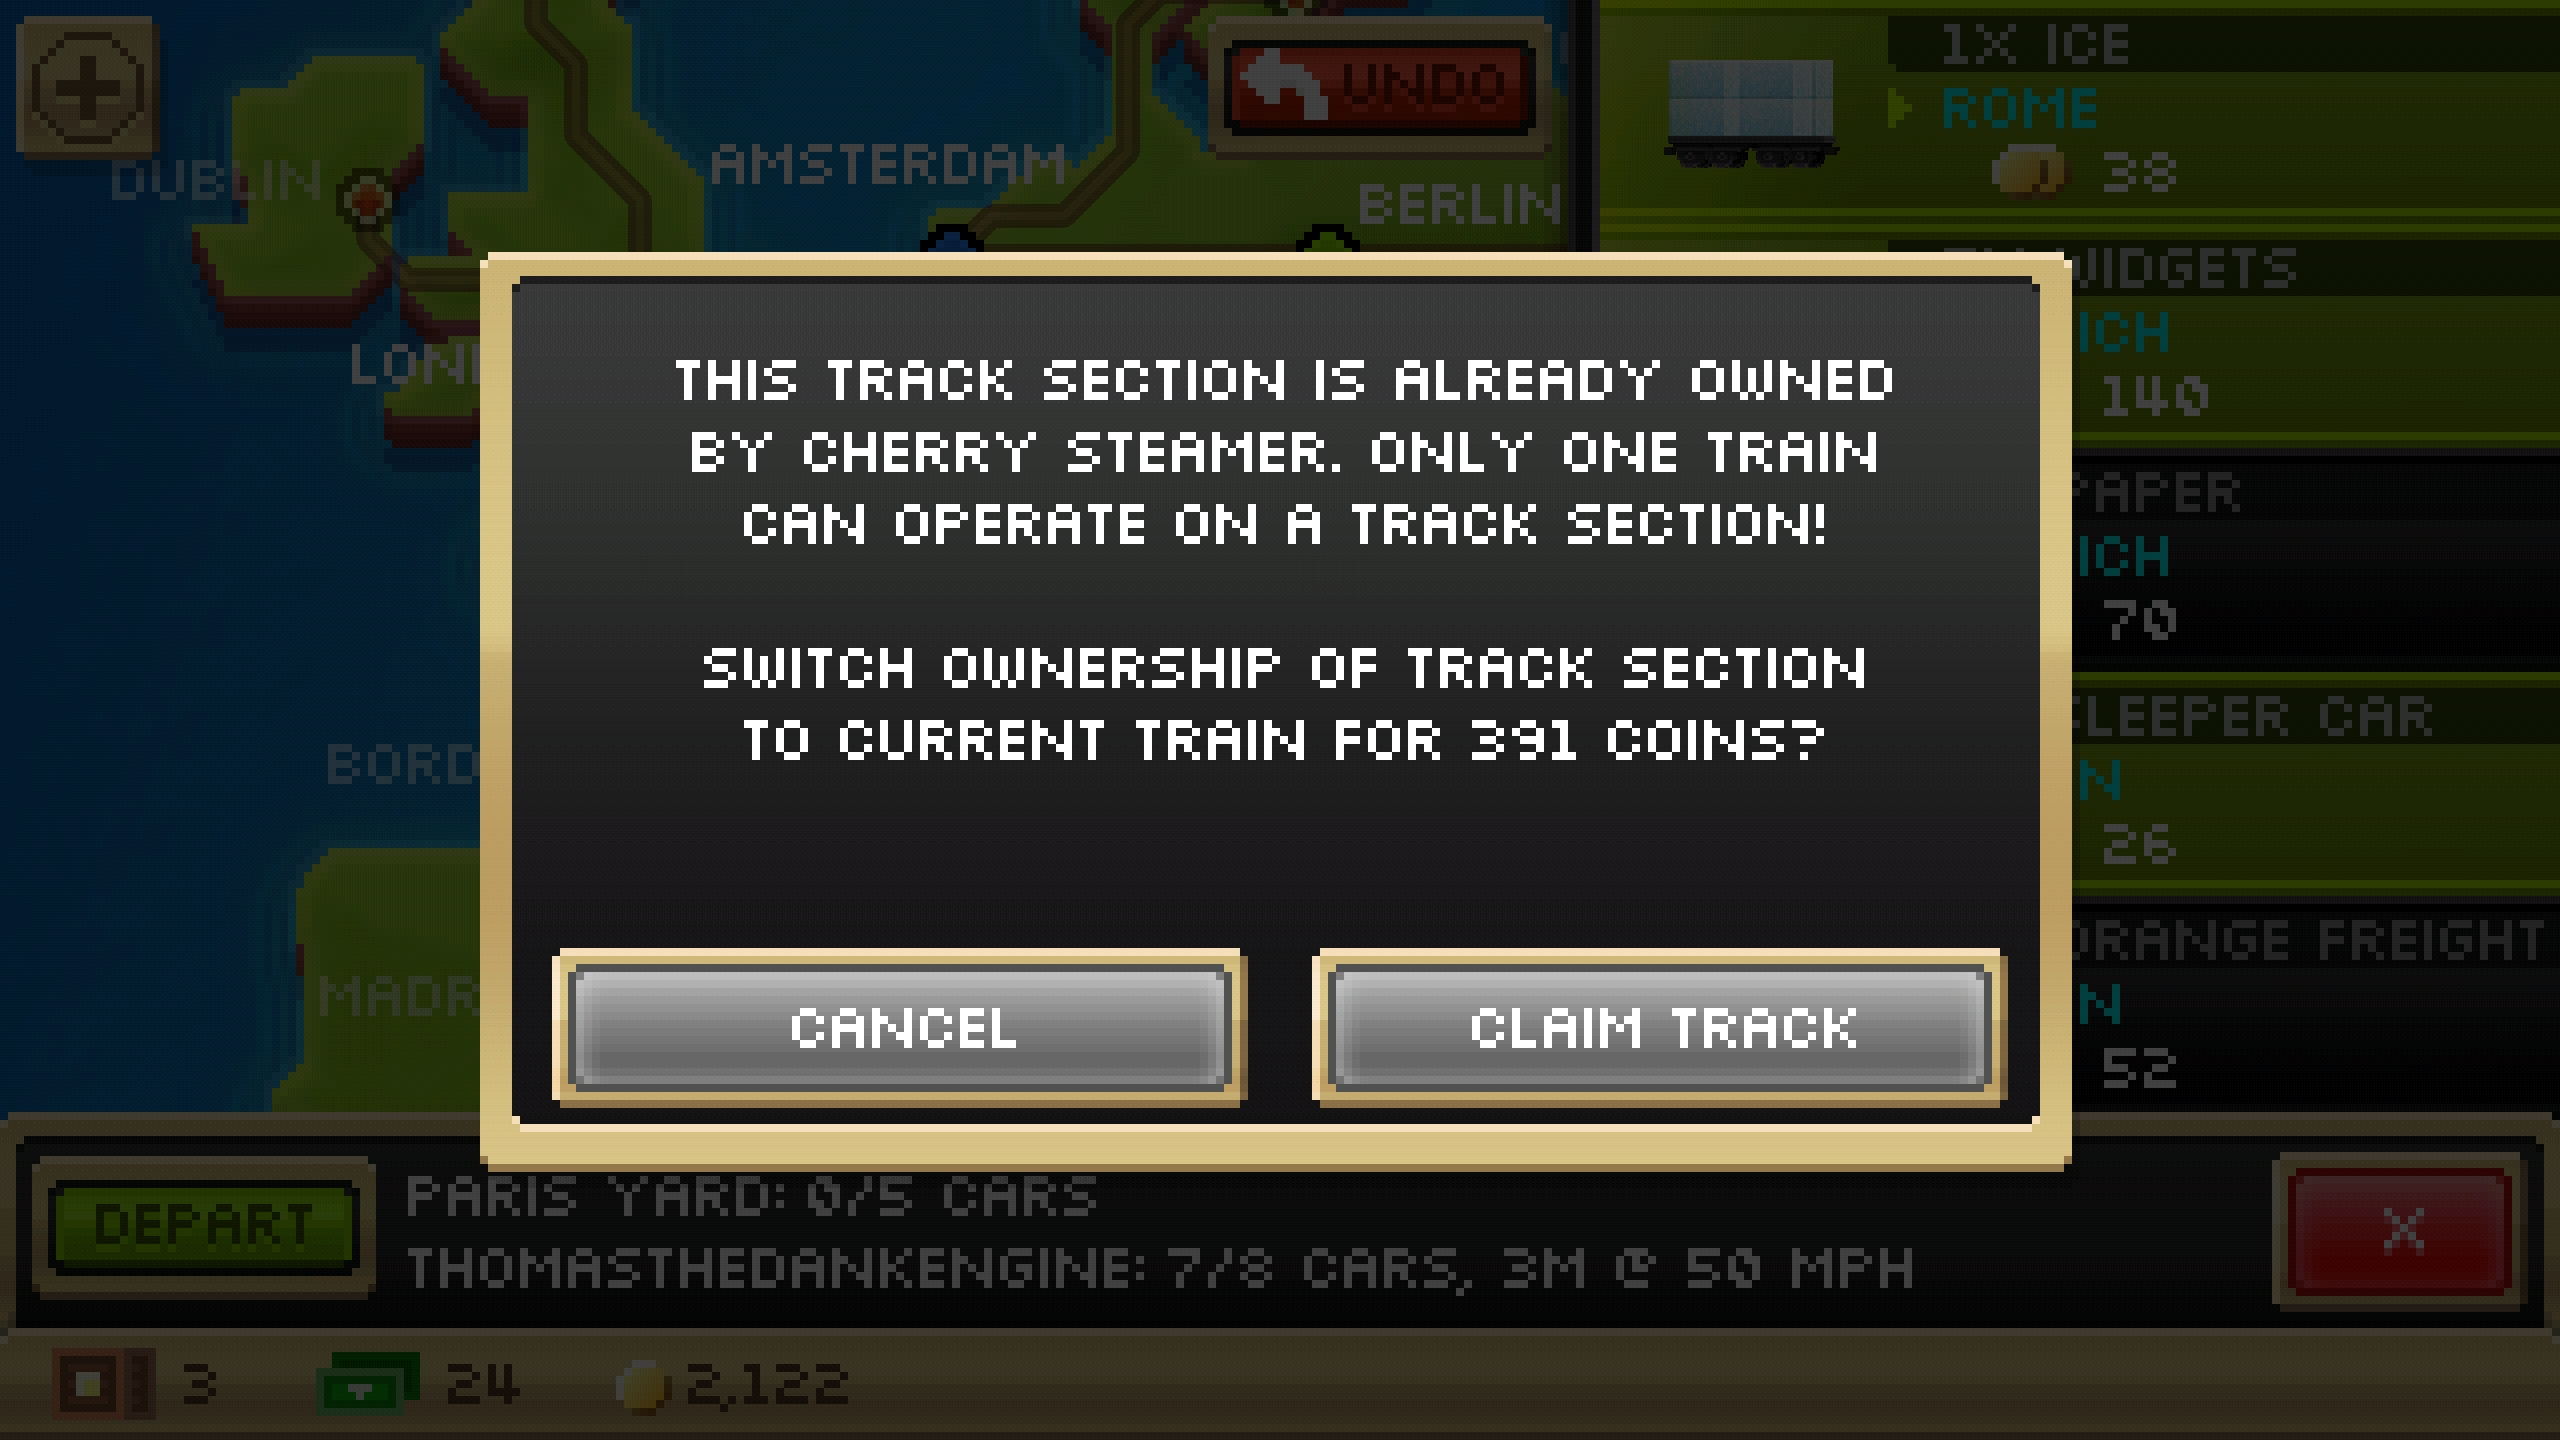 1X ICE
ROME
38
UNDO
DUBLIN
AMSTERDAM
BERLIN
WIDGETS
140
PAPER
70
SLEEPER CAR
26
ORANGE FREIGHT
52
THIS TRACK SECTION IS ALREADY OWNED
BY CHERRY STEAMER. ONLY ONE TRAIN
CAN OPERATE ON A TRACK SECTION!
SWITCH OWNERSHIP OF TRACK SECTION
TO CURRENT TRAIN FOR 391 COINS?
CANCEL
CLAIM TRACK
DEPART
PARIS YARD: 0/5 CARS
THOMASTHEDANKENGINE: 7/8 CARS, 3M @ 50 MPH
X
3
24
2,122